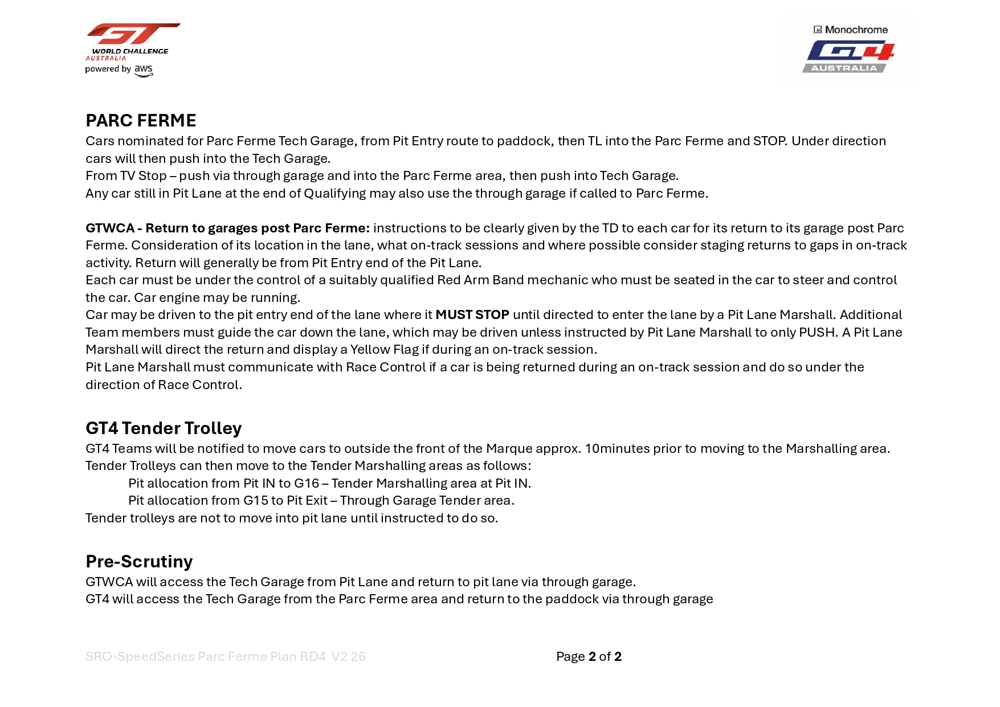 GT
WORLD CHALLENGE
AUSTRALIA
powered by aws
Monochrome
GT4
AUSTRALIA
PARC FERME
Cars nominated for Parc Ferme Tech Garage, from Pit Entry route to paddock, then TL into the Parc Ferme and STOP. Under direction
cars will then push into the Tech Garage.
From TV Stop – push via through garage and into the Parc Ferme area, then push into Tech Garage.
Any car still in Pit Lane at the end of Qualifying may also use the through garage if called to Parc Ferme.
GTWCA - Return to garages post Parc Ferme: instructions to be clearly given by the TD to each car for its return to its garage post Parc
Ferme. Consideration of its location in the lane, what on-track sessions and where possible consider staging returns to gaps in on-track
activity. Return will generally be from Pit Entry end of the Pit Lane.
Each car must be under the control of a suitably qualified Red Arm Band mechanic who must be seated in the car to steer and control
the car. Car engine may be running.
Car may be driven to the pit entry end of the lane where it MUST STOP until directed to enter the lane by a Pit Lane Marshall. Additional
Team members must guide the car down the lane, which may be driven unless instructed by Pit Lane Marshall to only PUSH. A Pit Lane
Marshall will direct the return and display a Yellow Flag if during an on-track session.
Pit Lane Marshall must communicate with Race Control if a car is being returned during an on-track session and do so under the
direction of Race Control.
GT4 Tender Trolley
GT4 Teams will be notified to move cars to outside the front of the Marque approx. 10minutes prior to moving to the Marshalling area.
Tender Trolleys can then move to the Tender Marshalling areas as follows:
Pit allocation from Pit IN to G16 – Tender Marshalling area at Pit IN.
Pit allocation from G15 to Pit Exit – Through Garage Tender area.
Tender trolleys are not to move into pit lane until instructed to do so.
Pre-Scrutiny
GTWCA will access the Tech Garage from Pit Lane and return to pit lane via through garage.
GT4 will access the Tech Garage from the Parc Ferme area and return to the paddock via through garage
SRO-SpeedSeries Parc Ferme Plan RD4 V2 26
Page 2 of 2